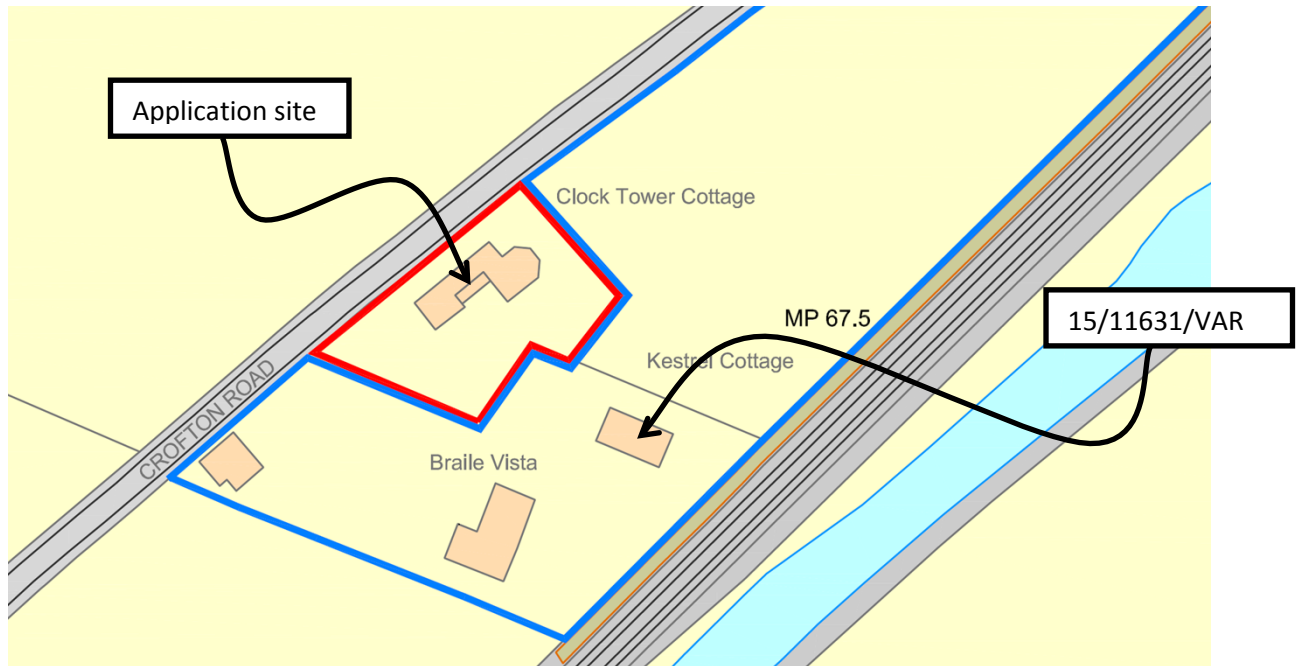 Application site
Clock Tower Cottage
MP 67.5
15/11631/VAR
Kestrel Cottage
CROFTON ROAD
Braile Vista